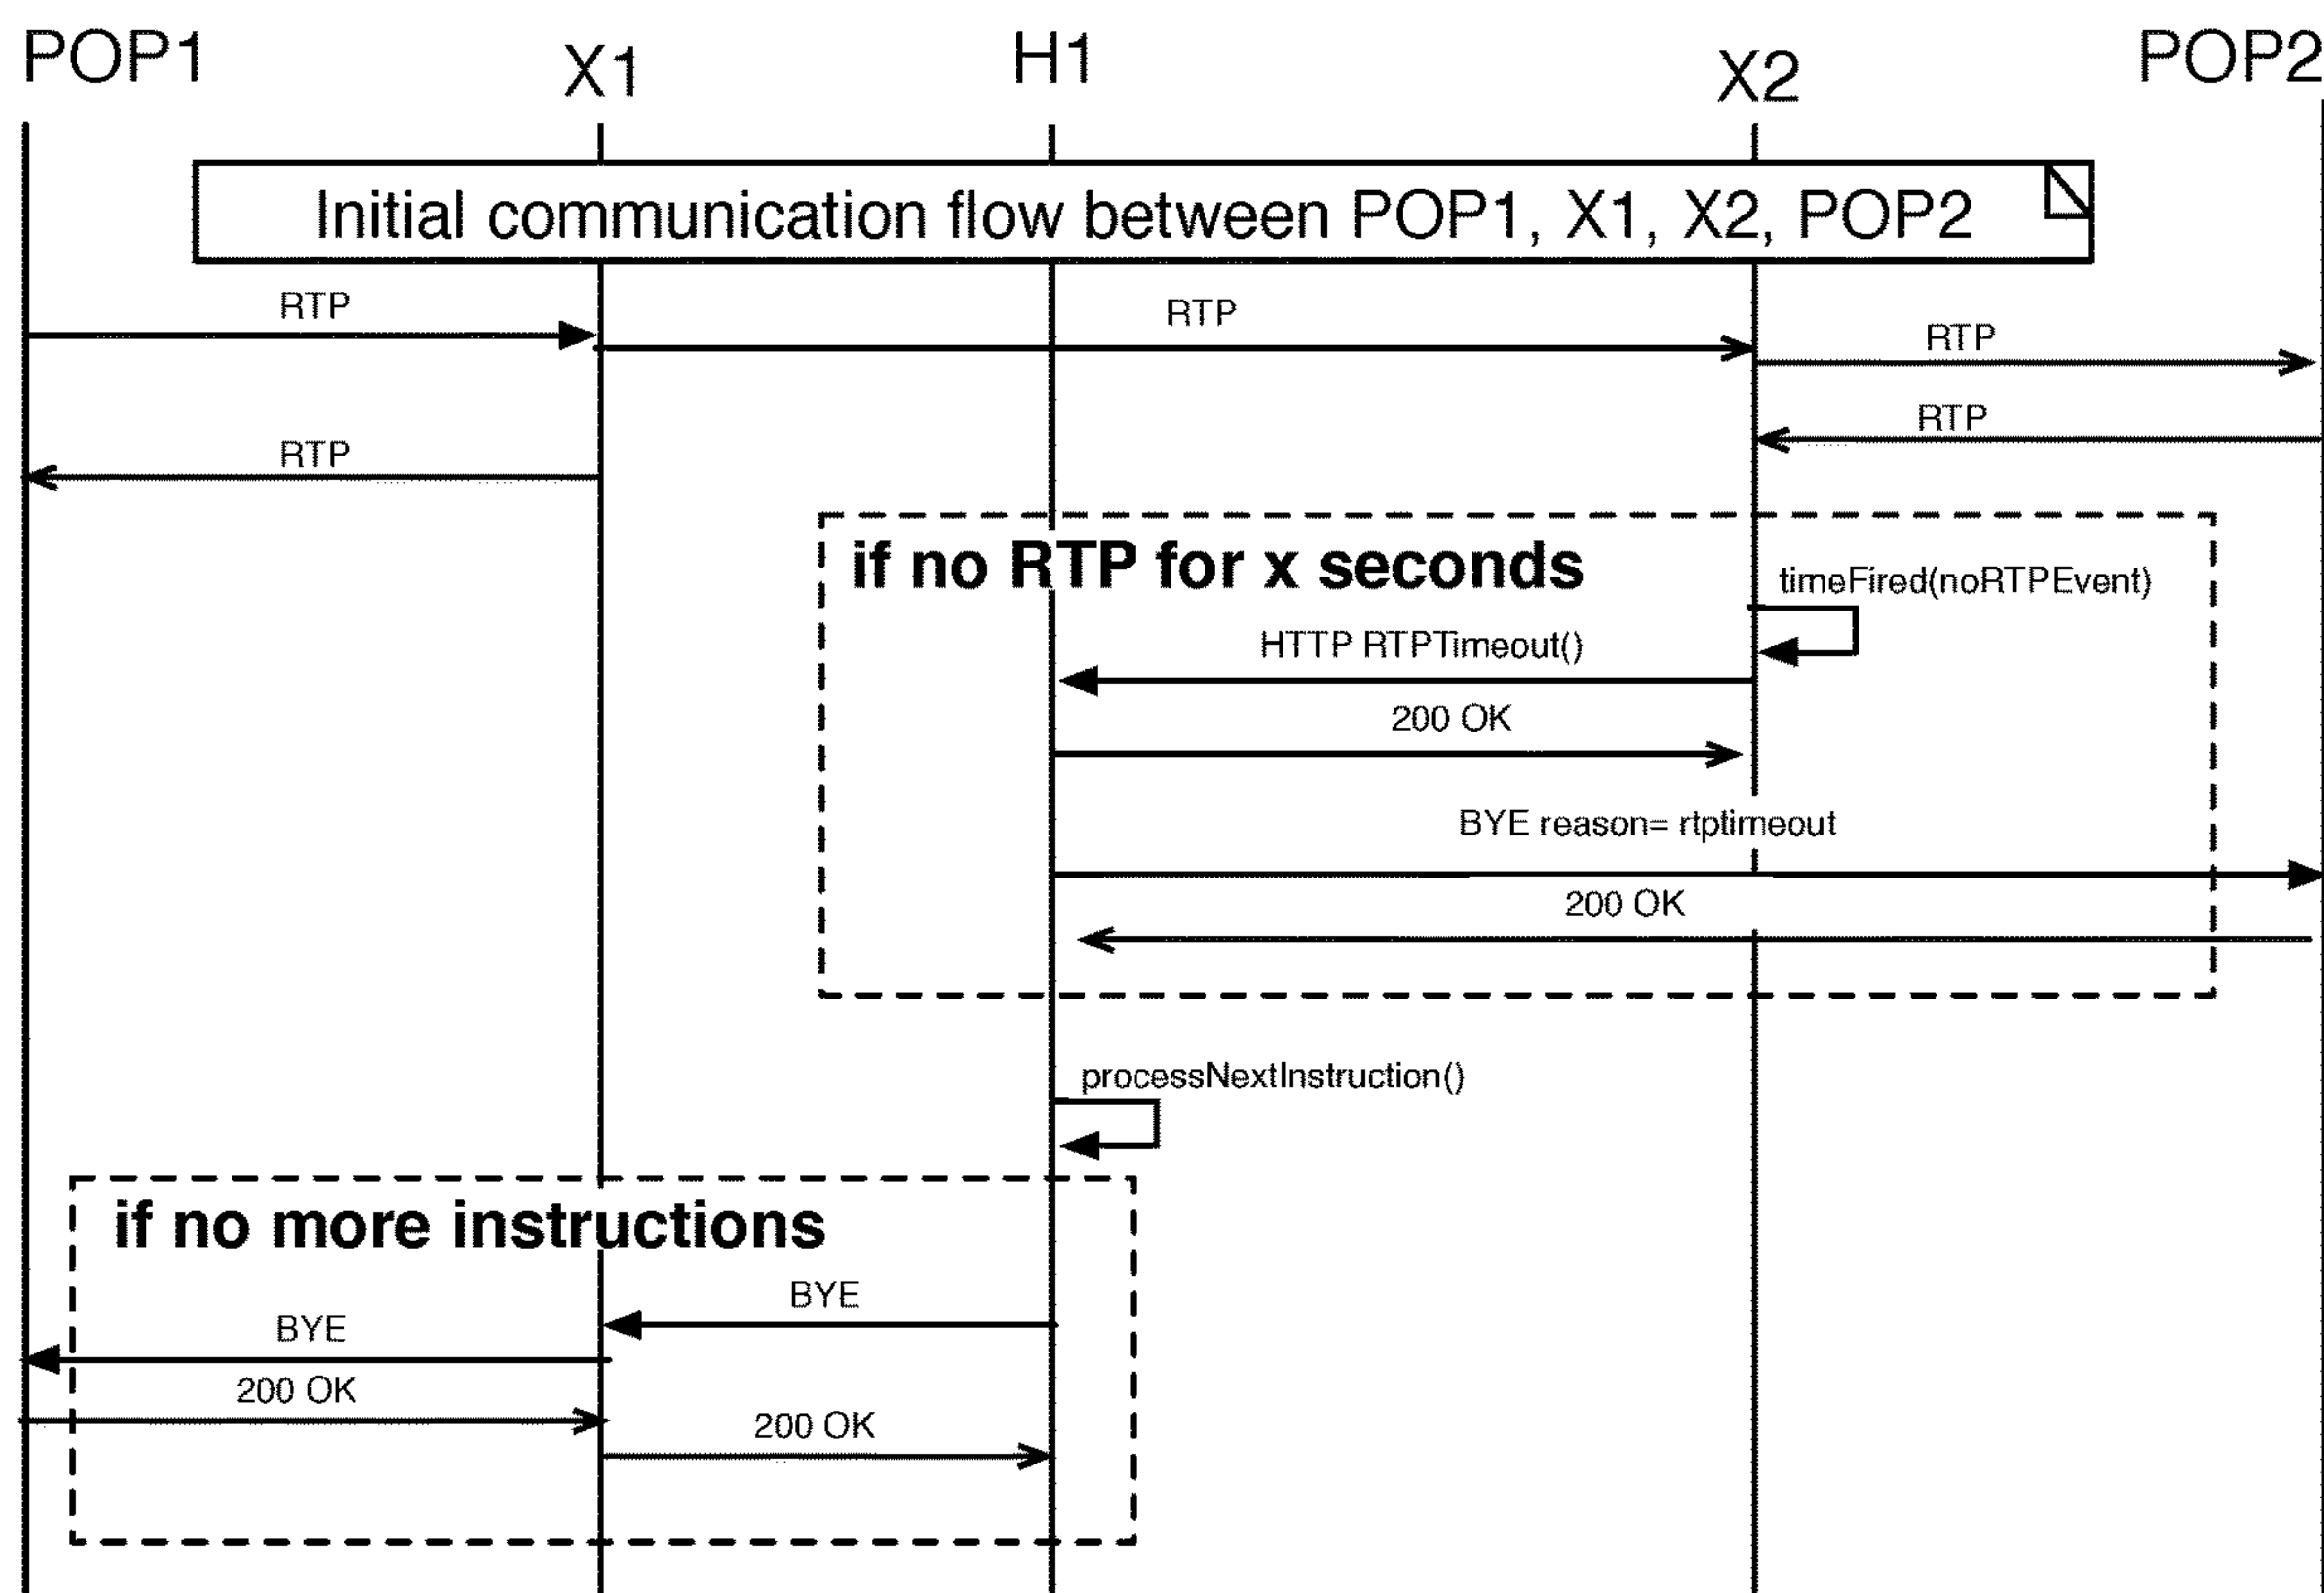 POP1
X1
H1
X2
POP2
Initial communication flow between POP1, X1, X2, POP2
RTP
RTP
RTP
RTP
RTP
if no RTP for x seconds
timeFired(noRTPEvent)
HTTP RTPTimeout()
200 OK
BYE reason= rtptimeout
200 OK
processNextInstruction()
if no more instructions
BYE
BYE
200 OK
200 OK